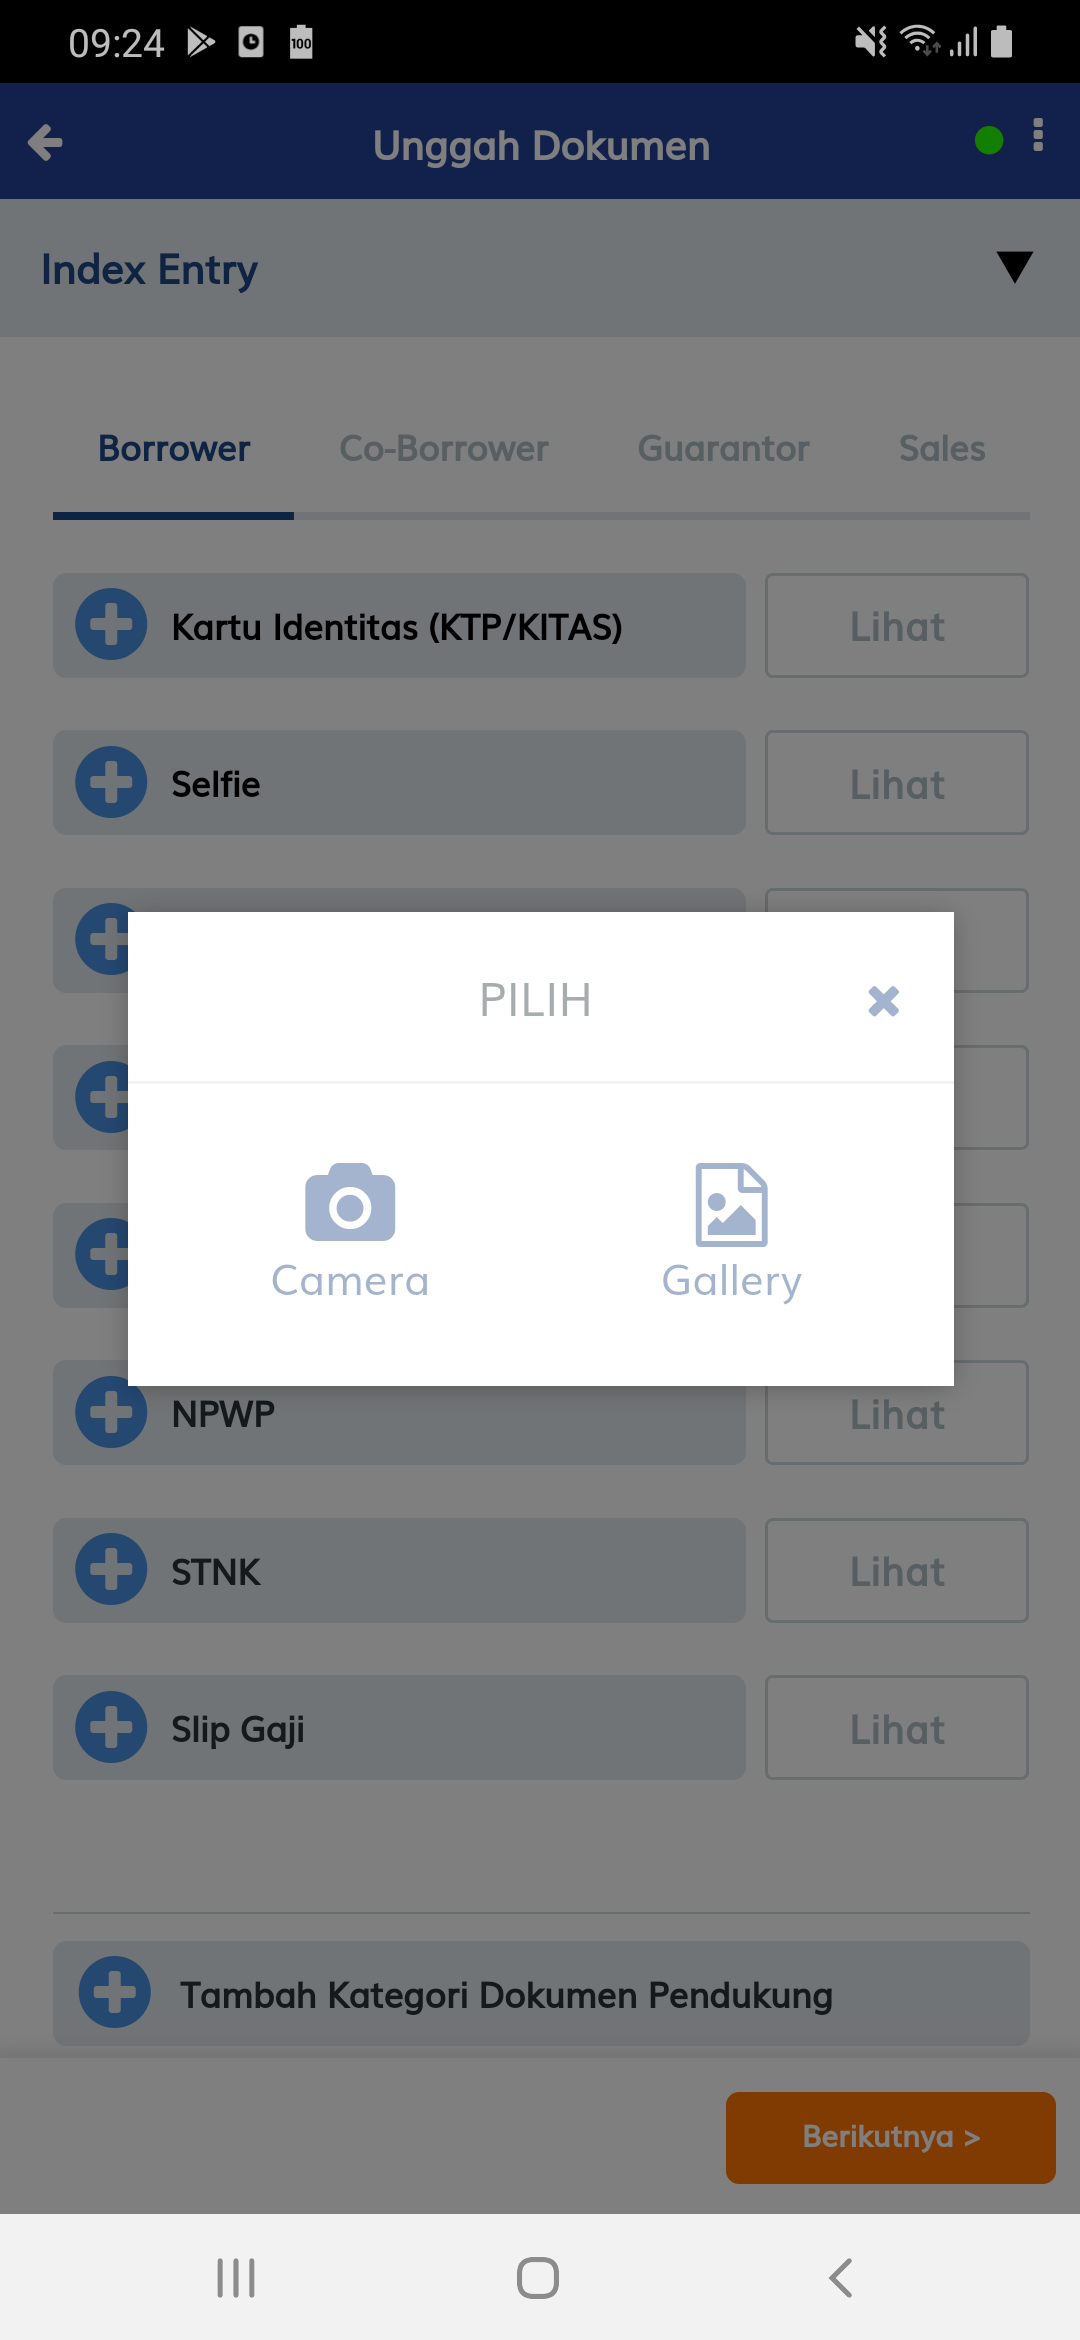 09:24
100
Unggah Dokumen
Index Entry
Borrower Co-Borrower Guarantor Sales
Kartu Identitas (KTP/KITAS) Lihat
Selfie Lihat
PILIH
Camera Gallery
NPWP Lihat
STNK Lihat
Slip Gaji Lihat
Tambah Kategori Dokumen Pendukung
Berikutnya >